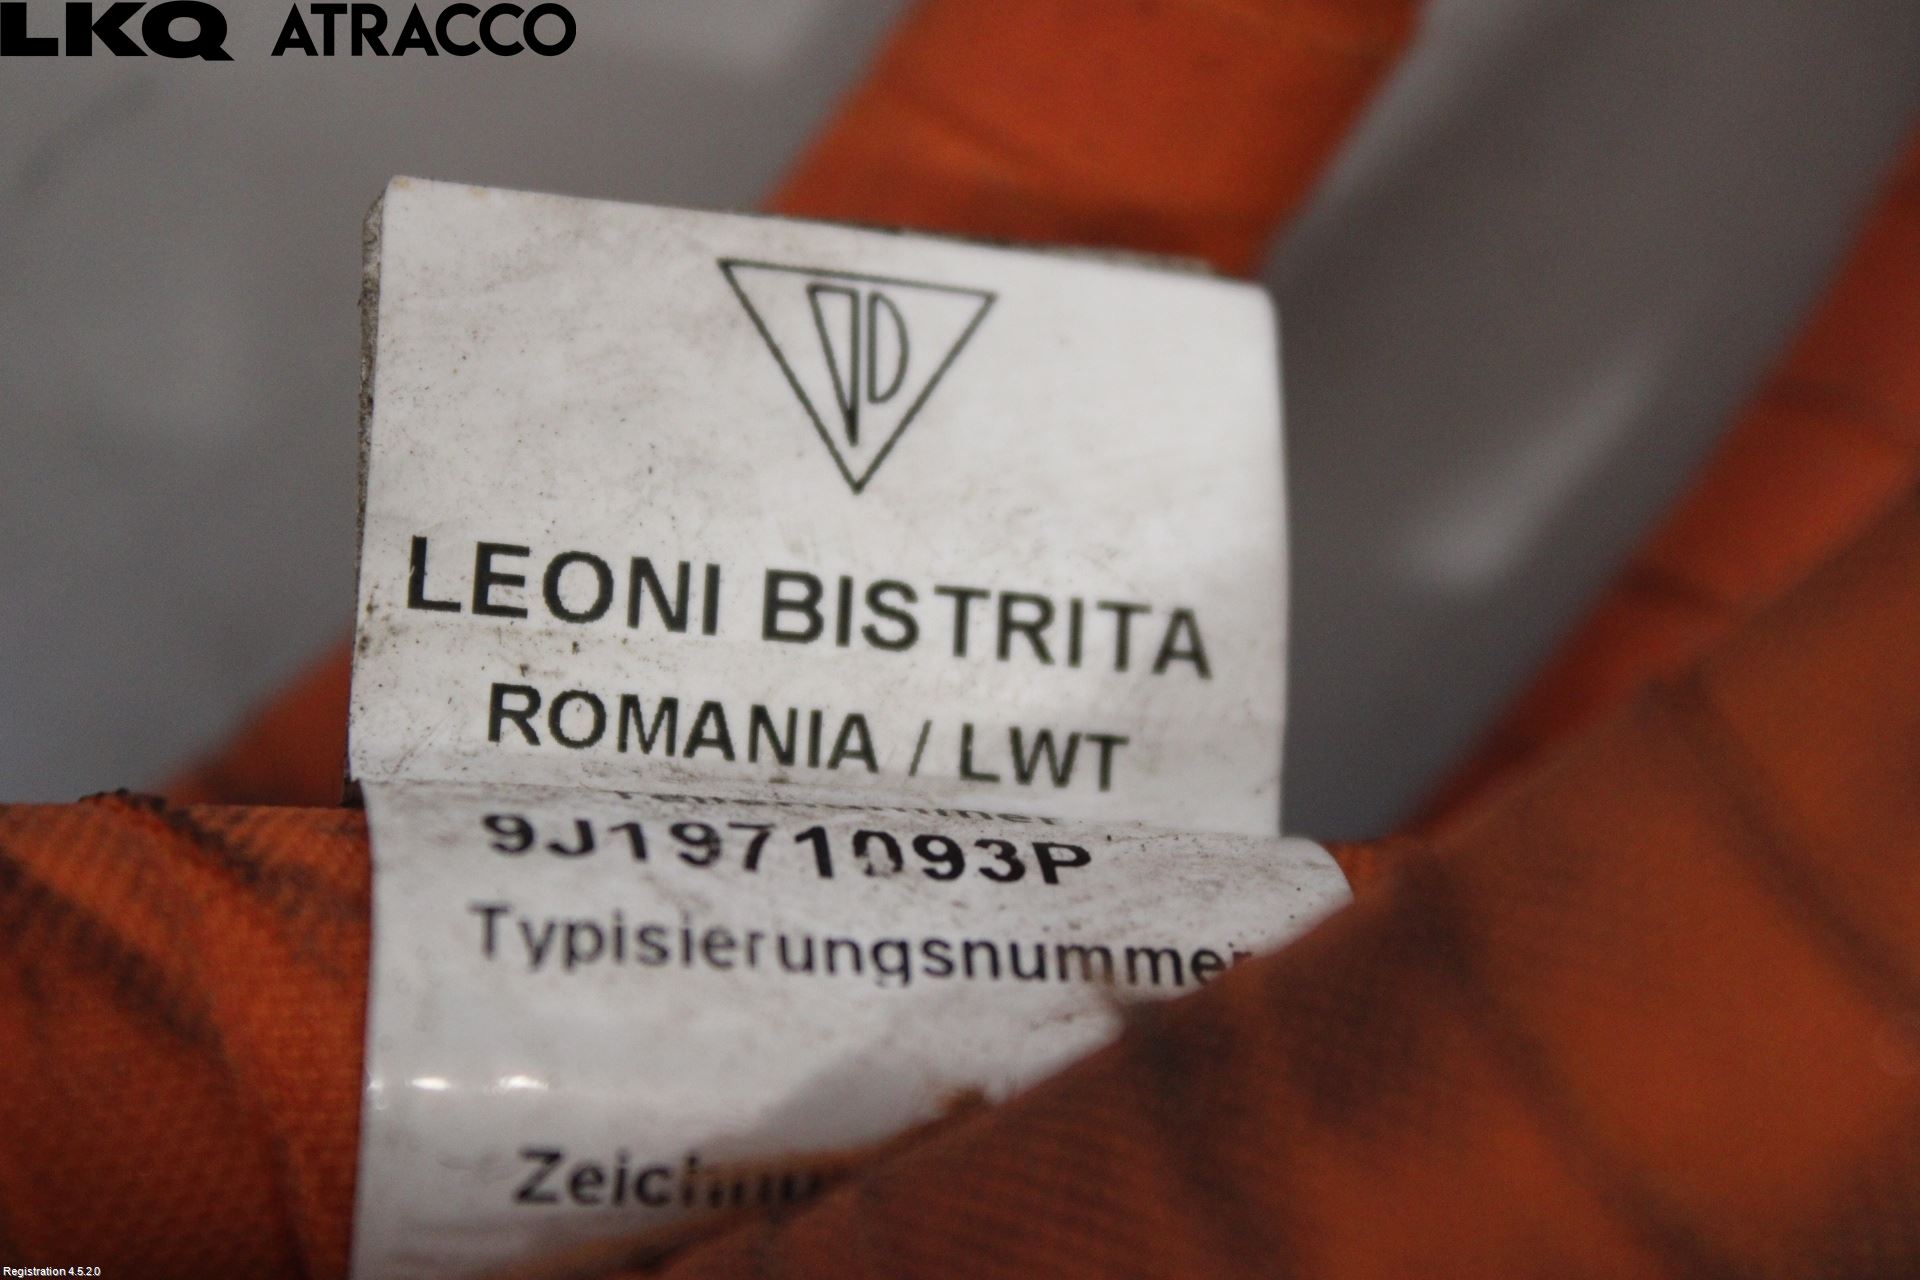 LKQ ATRACCO
LEONI BISTRITA
ROMANIA / LWT
9J1971093P
Typisierungsnummer
Registration 4.5.2.0